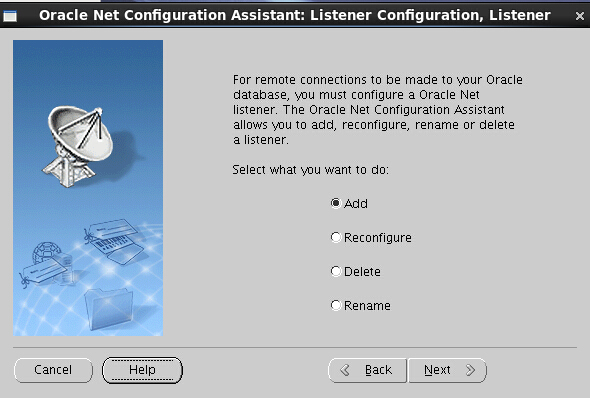 Oracle Net Configuration Assistant: Listener Configuration, Listener
For remote connections to be made to your Oracle
database, you must configure a Oracle Net
listener. The Oracle Net Configuration Assistant
allows you to add, reconfigure, rename or delete
a listener.
Select what you want to do:
Add
Reconfigure
Delete
Rename
Cancel
Help
Back
Next